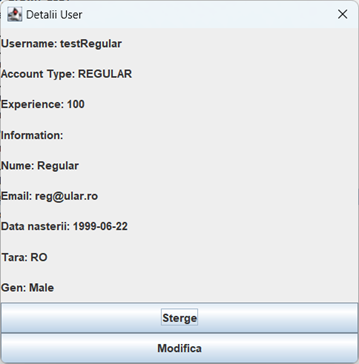 Detalii User
Username: testRegular
Account Type: REGULAR
Experience: 100
Information:
Nume: Regular
Email: reg@ular.ro
Data nasterii: 1999-06-22
Tara: RO
Gen: Male
Sterge
Modifica